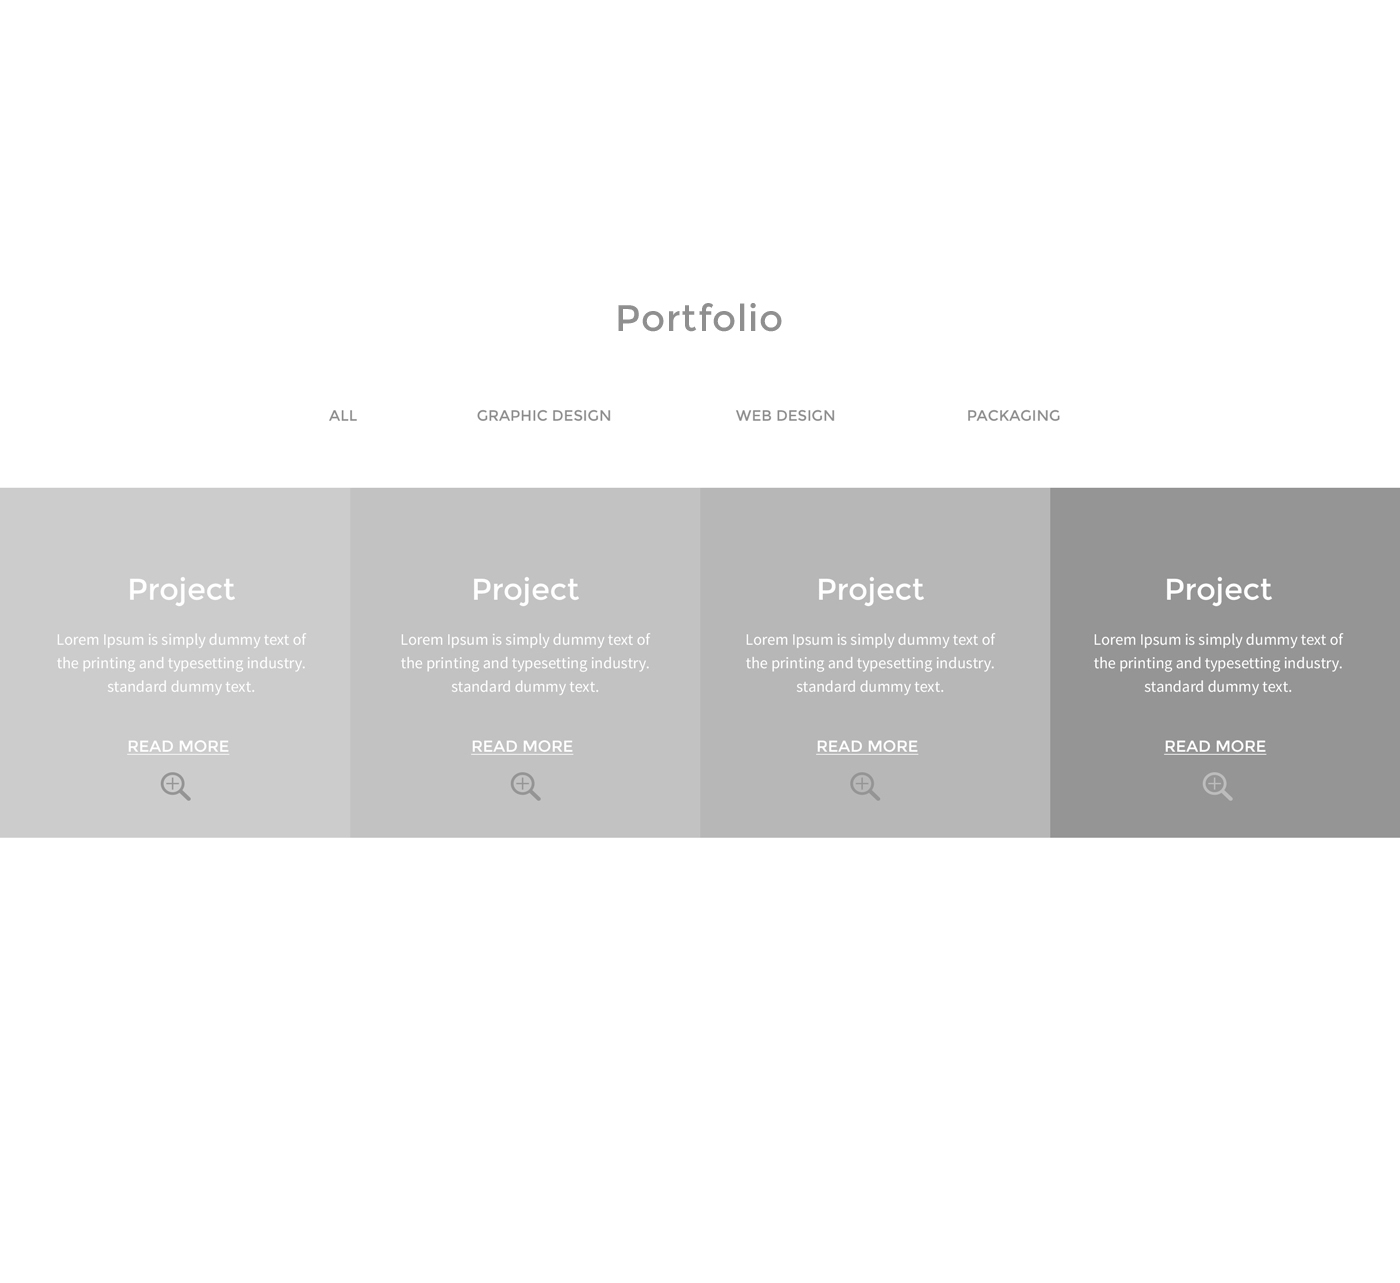 Portfolio
ALL
GRAPHIC DESIGN
WEB DESIGN
PACKAGING
Project
Lorem Ipsum is simply dummy text of
the printing and typesetting industry.
standard dummy text.
READ MORE
Project
Lorem Ipsum is simply dummy text of
the printing and typesetting industry.
standard dummy text.
READ MORE
Project
Lorem Ipsum is simply dummy text of
the printing and typesetting industry.
standard dummy text.
READ MORE
Project
Lorem Ipsum is simply dummy text of
the printing and typesetting industry.
standard dummy text.
READ MORE